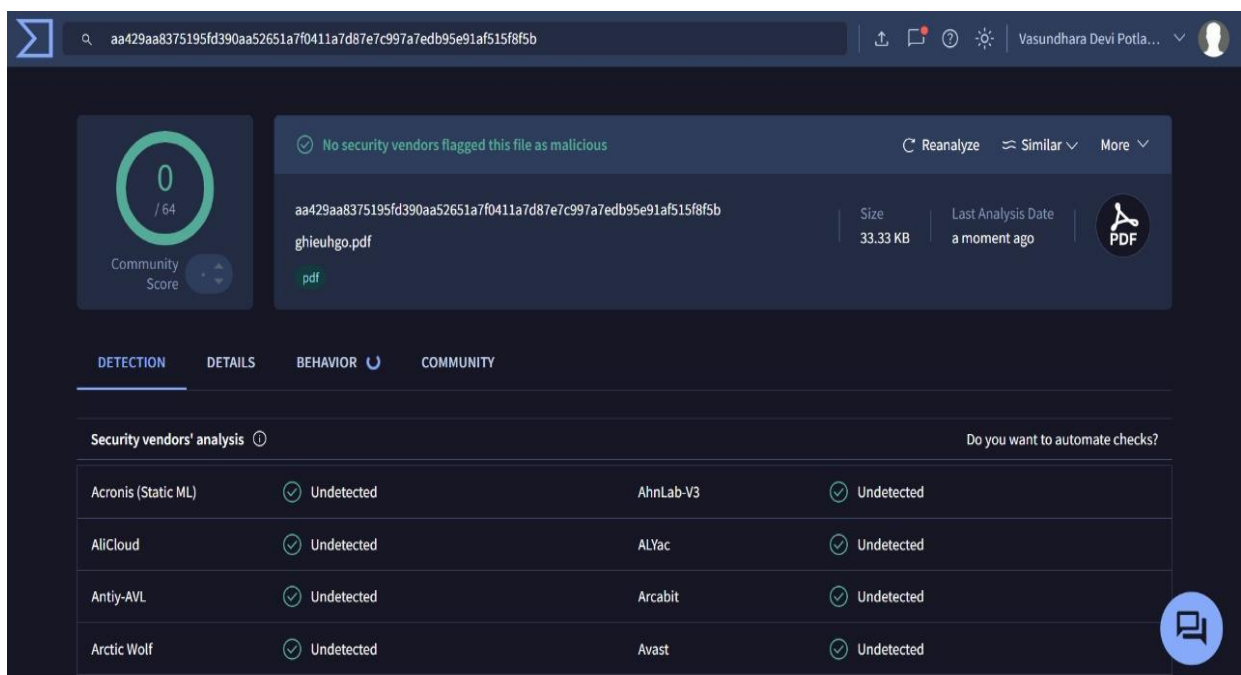 aa429aa8375195fd390aa52651a7f0411a7d87e7c997a7edb95e91af515f8f5b
Vasundhara Devi Potla...
0
/ 64
Community
Score
No security vendors flagged this file as malicious
Reanalyze
Similar
More
aa429aa8375195fd390aa52651a7f0411a7d87e7c997a7edb95e91af515f8f5b
ghieuhgo.pdf
pdf
Size
33.33 KB
Last Analysis Date
a moment ago
PDF
DETECTION
DETAILS
BEHAVIOR
COMMUNITY
Security vendors' analysis
Do you want to automate checks?
Acronis (Static ML)
Undetected
AhnLab-V3
Undetected
AliCloud
Undetected
ALYac
Undetected
Antiy-AVL
Undetected
Arcabit
Undetected
Arctic Wolf
Undetected
Avast
Undetected